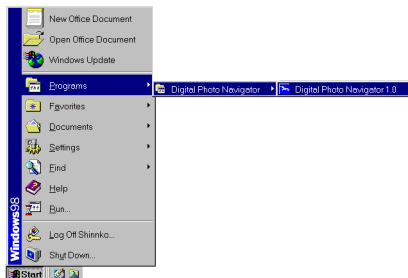 New Office Document
Open Office Document
Windows Update
Programs
Digital Photo Navigator
Digital Photo Navigator 1.0
Favorites
Documents
Settings
Find
Help
Run...
Log Off Shinnko...
Shut Down...
Windows98
Start